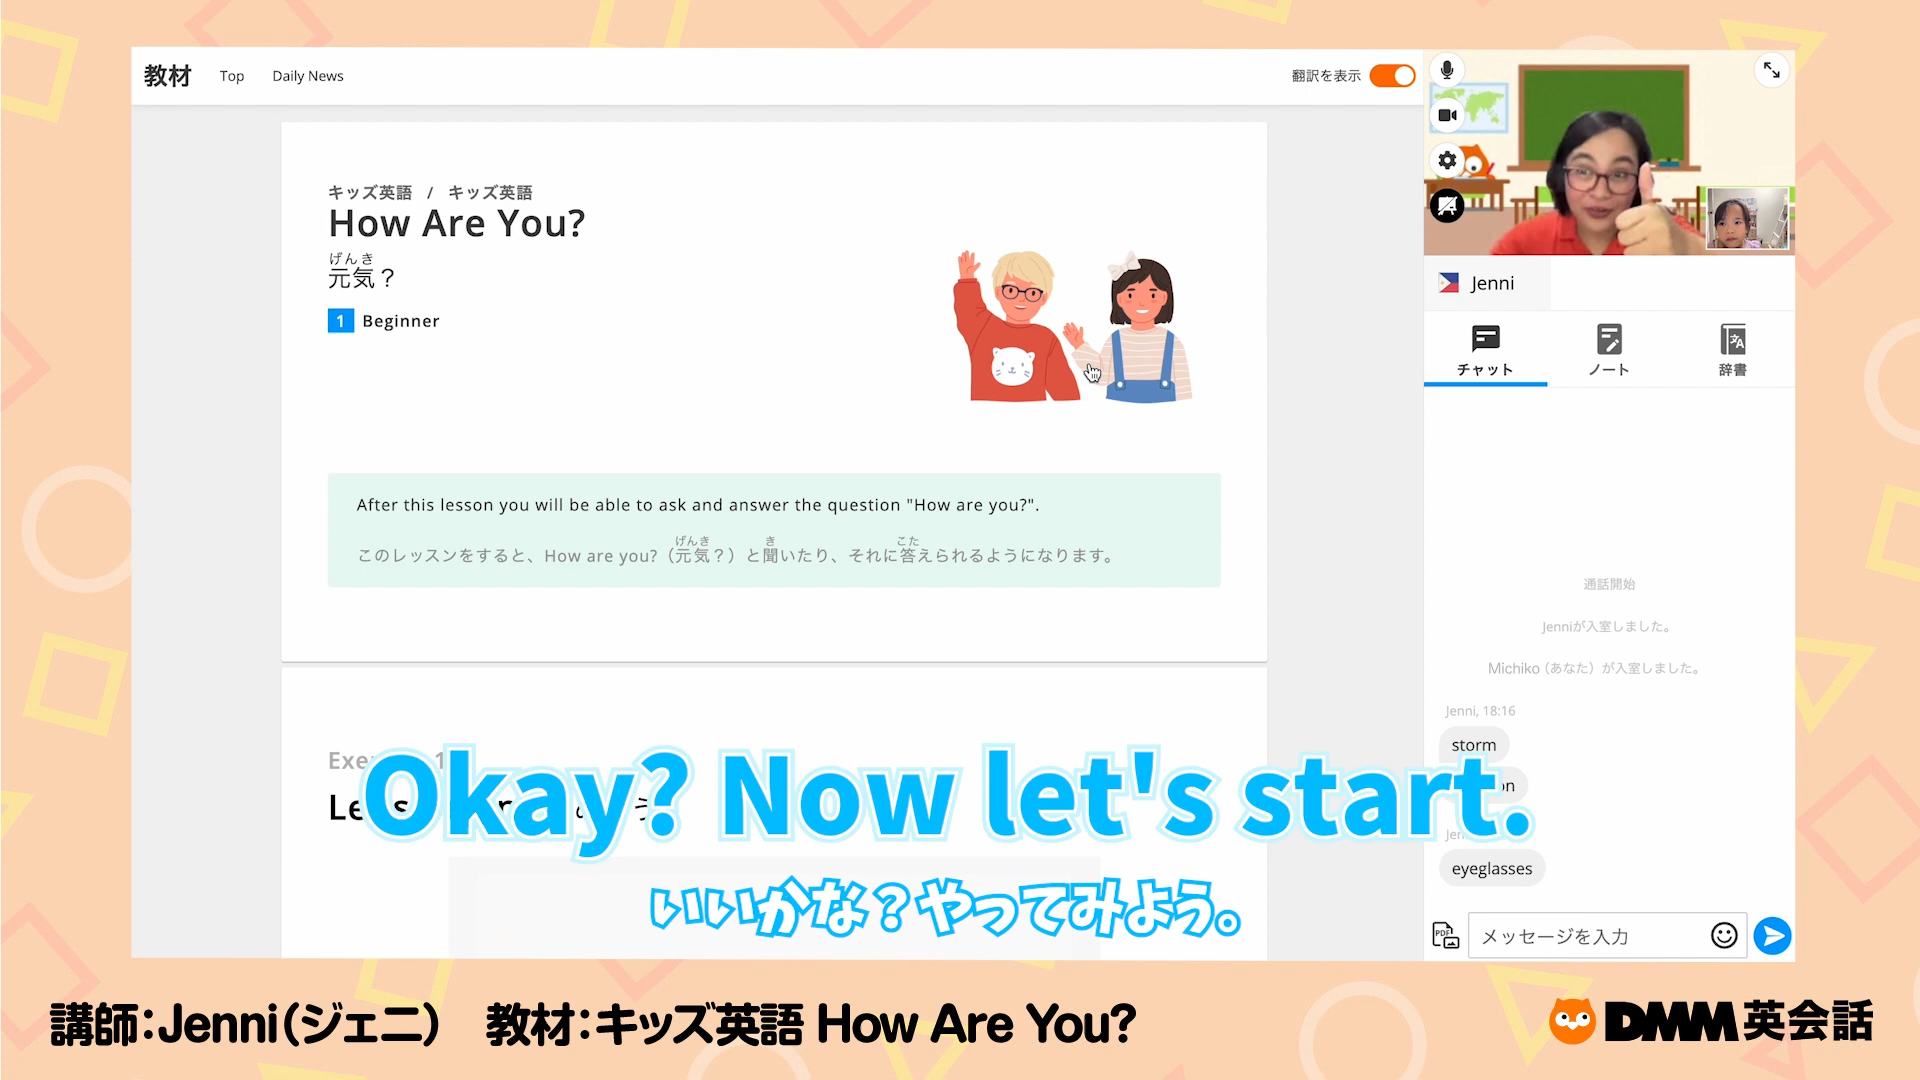 教材 Top Daily News 翻訳を表示
キッズ英語 / キッズ英語
How Are You?
げんき
元気？
1 Beginner
After this lesson you will be able to ask and answer the question "How are you?".
げんき き こた
このレッスンをすると、How are you?（元気？）と聞いたり、それに答えられるようになります。
Jenni
チャット ノート 辞書
通話開始
Jenniが入室しました。
Michiko（あなた）が入室しました。
Jenni, 18:16
storm
eyeglasses
PDF メッセージを入力
Okay? Now let's start.
いいかな？やってみよう。
講師：Jenni（ジェニ） 教材：キッズ英語 How Are You?
DMM英会話